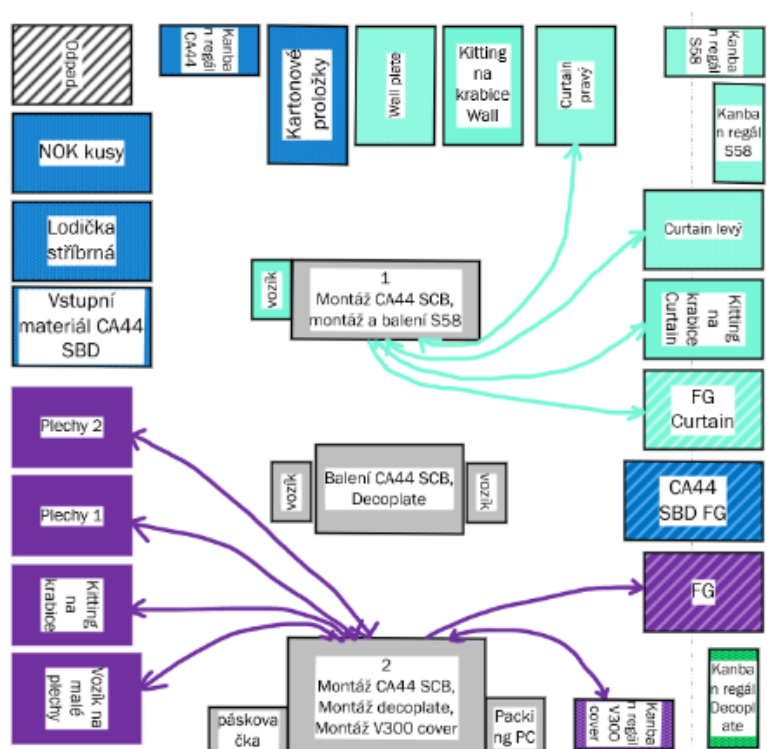 Odpad
Kanba
n regál
CA44
Kartonové
proložky
Wall plate
Kitting
na
krabice
Wall
Curtain
pravý
Kanba
n regál
S58
Kanba
n regál
S58
NOK kusy
Lodička
stříbrná
Vstupní
materiál CA44
SBD
vozík
1
Montáž CA44 SCB,
montáž a balení S58
Curtain levý
Kitting
na
krabice
Curtain
FG
Curtain
Plechy 2
Plechy 1
Kitting
na
krabice
Vozík na
malé
plechy
vozík
Balení CA44 SCB,
Decoplate
vozík
CA44
SBD FG
FG
2
Montáž CA44 SCB,
Montáž decoplate,
Montáž V300 cover
páskova
čka
Packi
ng PC
Kanba
n regál
V300
cover
Kanba
n regál
Decopl
ate